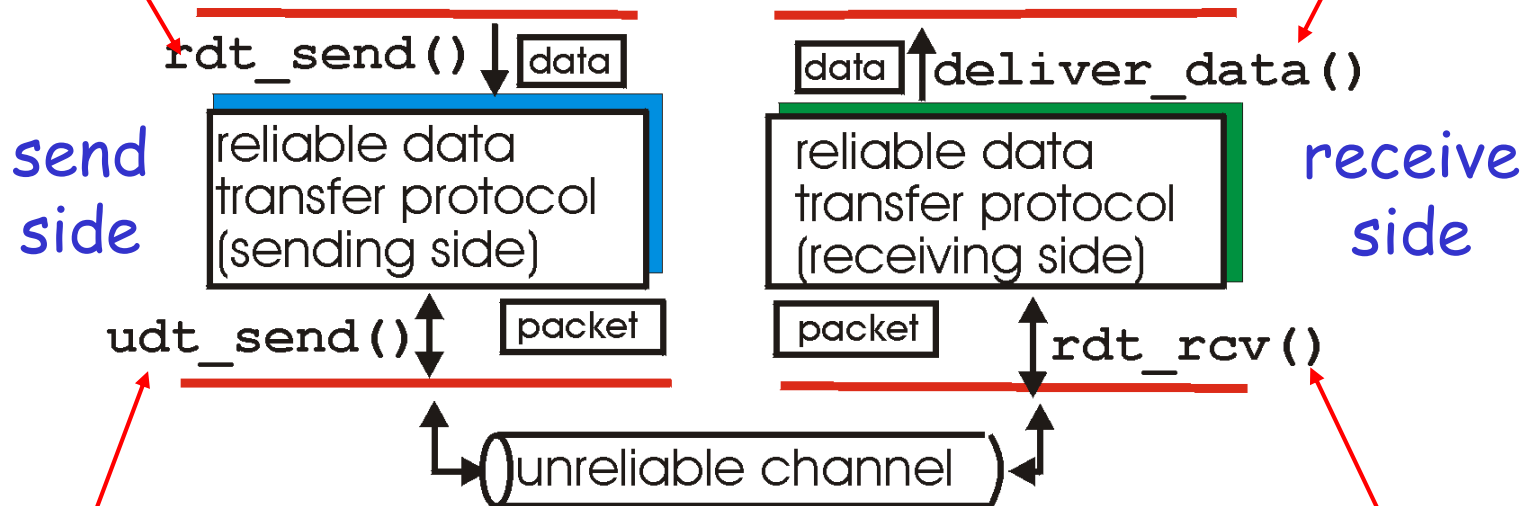 rdt_send()
data
data
deliver_data()
send
side
reliable data
transfer protocol
(sending side)
reliable data
transfer protocol
(receiving side)
receive
side
udt_send()
packet
packet
rdt_rcv()
unreliable channel